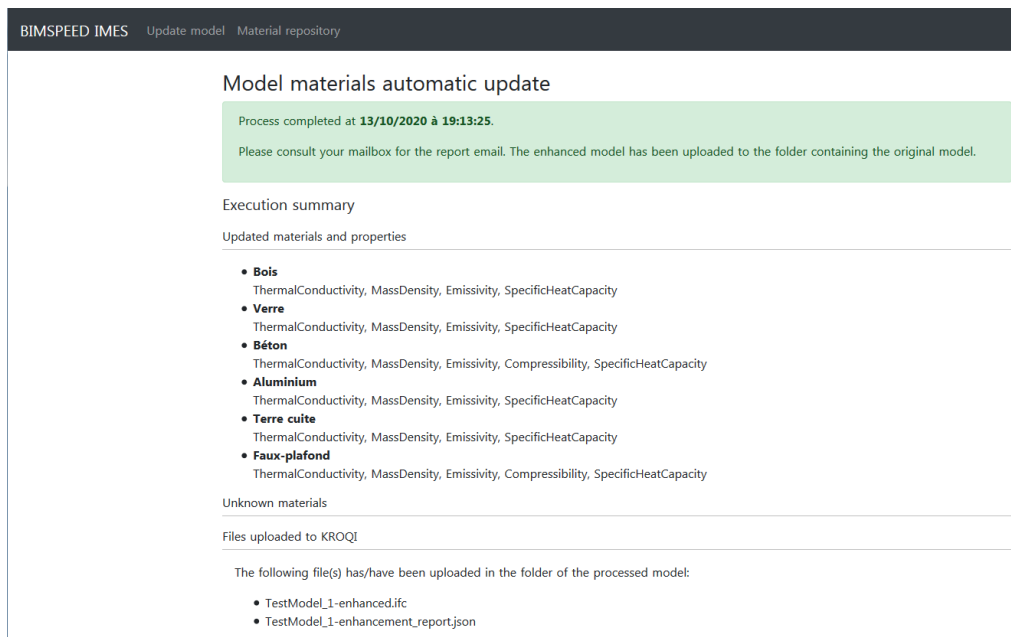 BIMSPEED IMES Update model Material repository
Model materials automatic update
Process completed at 13/10/2020 à 19:13:25.
Please consult your mailbox for the report email. The enhanced model has been uploaded to the folder containing the original model.
Execution summary
Updated materials and properties
• Bois
ThermalConductivity, MassDensity, Emissivity, SpecificHeatCapacity
• Verre
ThermalConductivity, MassDensity, Emissivity, SpecificHeatCapacity
• Béton
ThermalConductivity, MassDensity, Emissivity, Compressibility, SpecificHeatCapacity
• Aluminium
ThermalConductivity, MassDensity, Emissivity, SpecificHeatCapacity
• Terre cuite
ThermalConductivity, MassDensity, Emissivity, SpecificHeatCapacity
• Faux-plafond
ThermalConductivity, MassDensity, Emissivity, Compressibility, SpecificHeatCapacity
Unknown materials
Files uploaded to KROQI
The following file(s) has/have been uploaded in the folder of the processed model:
• TestModel_1-enhanced.ifc
• TestModel_1-enhancement_report.json